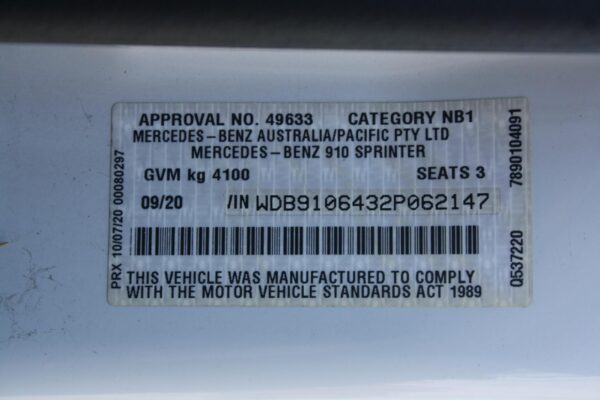 APPROVAL NO. 49633 CATEGORY NB1
MERCEDES-BENZ AUSTRALIA/PACIFIC PTY LTD
MERCEDES-BENZ 910 SPRINTER
GVM kg 4100 SEATS 3
09/20 /IN WDB9106432P062147
THIS VEHICLE WAS MANUFACTURED TO COMPLY
WITH THE MOTOR VEHICLE STANDARDS ACT 1989
PRX 10/07/20 00080297
Q537220 7890104091